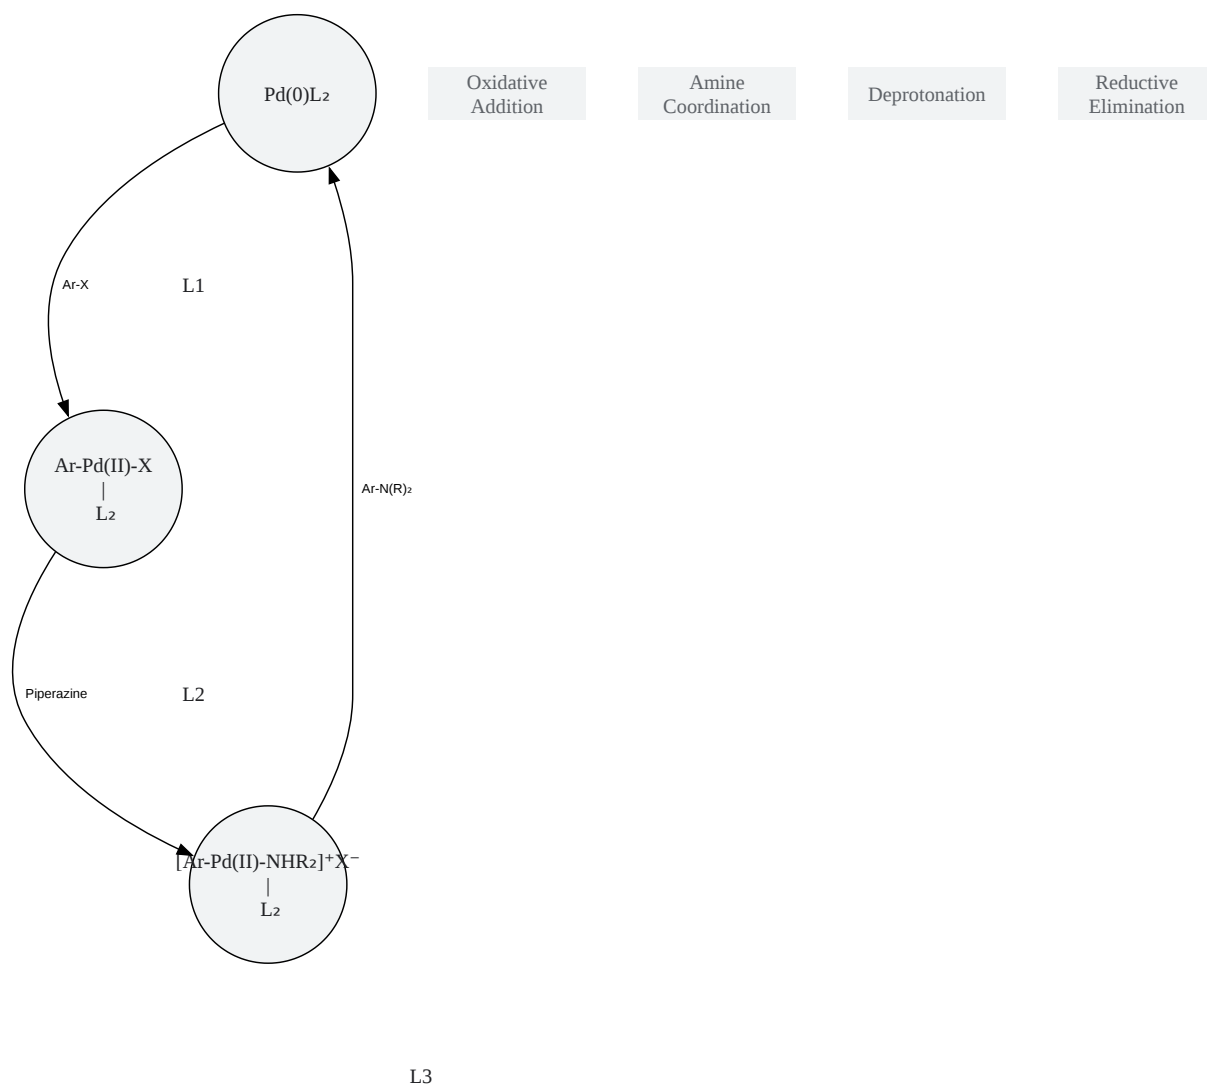 Pd(0)L₂
Oxidative
Addition
Amine
Coordination
Deprotonation
Reductive
Elimination
Ar-X
L1
Ar-Pd(II)-X
|
L₂
Ar-N(R)₂
Piperazine
L2
[Ar-Pd(II)-NHR₂]⁺X⁻
|
L₂
L3